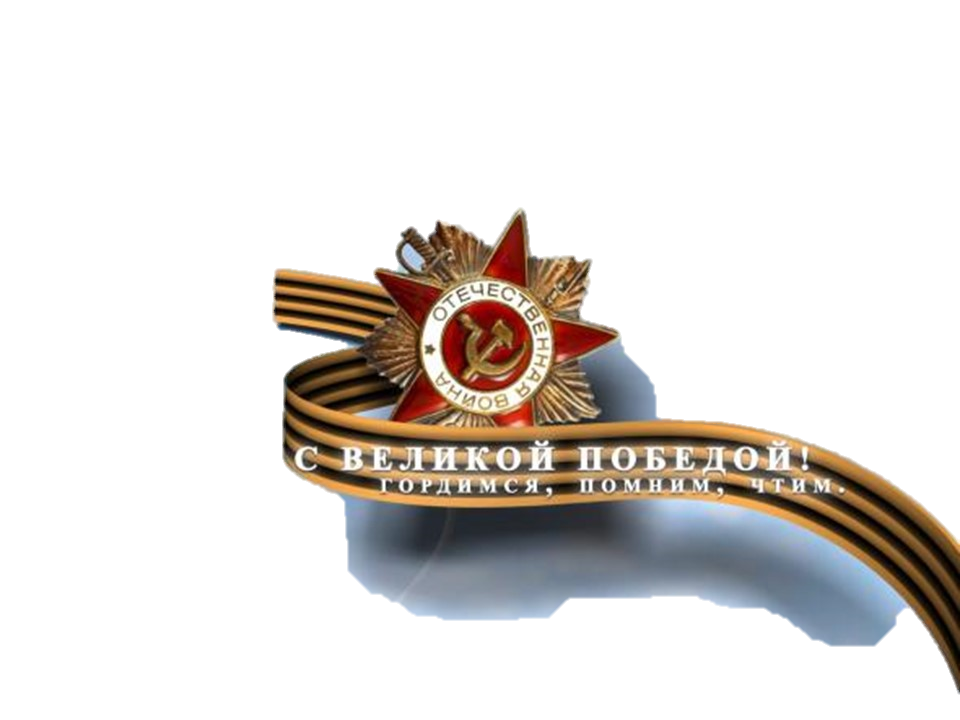 ОТЕЧЕСТВЕННАЯ ВОЙНА
С ВЕЛИКОЙ ПОБЕДОЙ!
ГОРДИМСЯ, ПОМНИМ, ЧТИМ.